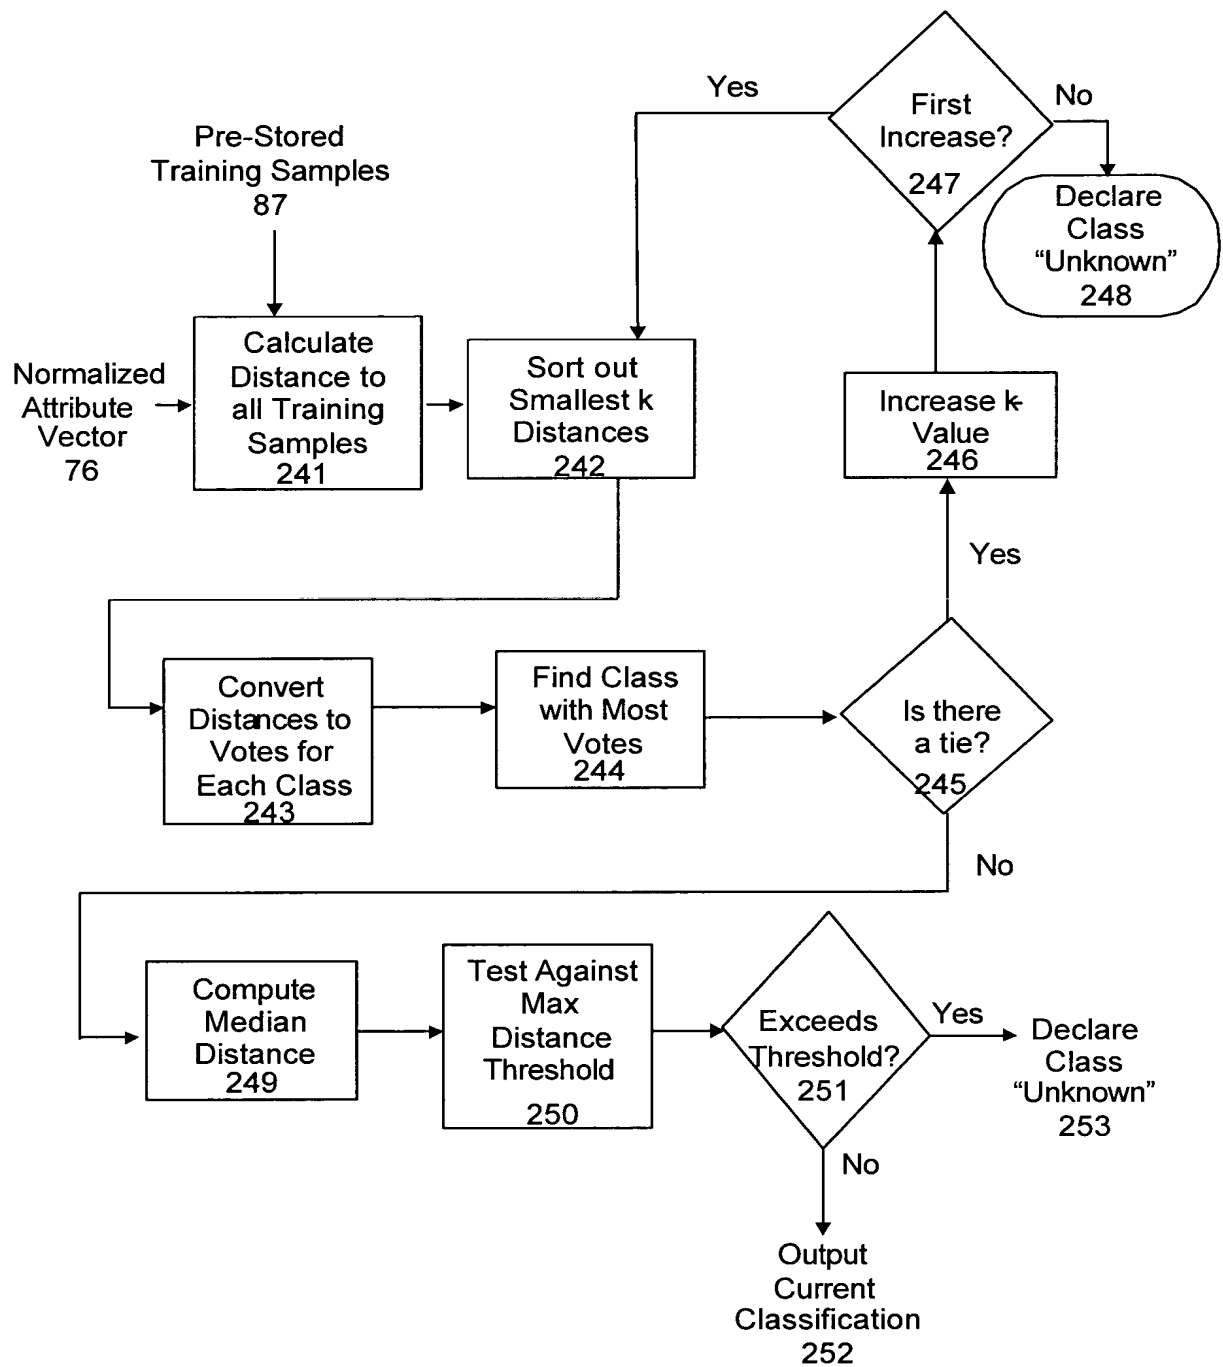 Yes
First
Increase?
247
No
Declare
Class
“Unknown”
248
Pre-Stored
Training Samples
87
Normalized
Attribute
Vector
76
Calculate
Distance to
all Training
Samples
241
Sort out
Smallest k
Distances
242
Increase k-
Value
246
Yes
Convert
Distances to
Votes for
Each Class
243
Find Class
with Most
Votes
244
Is there
a tie?
245
No
Compute
Median
Distance
249
Test Against
Max
Distance
Threshold
250
Exceeds
Threshold?
251
Yes
Declare
Class
“Unknown”
253
No
Output
Current
Classification
252